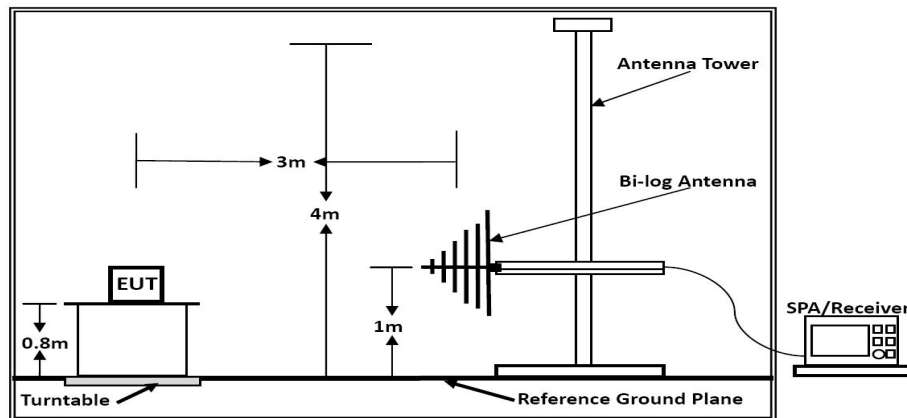 Antenna Tower
3m
Bi-log Antenna
4m
EUT
1m
0.8m
SPA/Receiver
Turntable
Reference Ground Plane